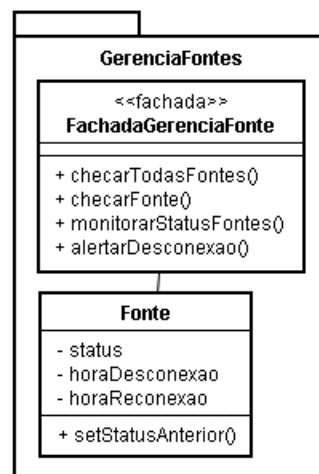 GerenciaFontes
<<fachada>>
FachadaGerenciaFonte
+ checarTodasFontes()
+ checarFonte()
+ monitorarStatusFontes()
+ alertarDesconexao()
Fonte
- status
- horaDesconexao
- horaReconexao
+ setStatusAnterior()